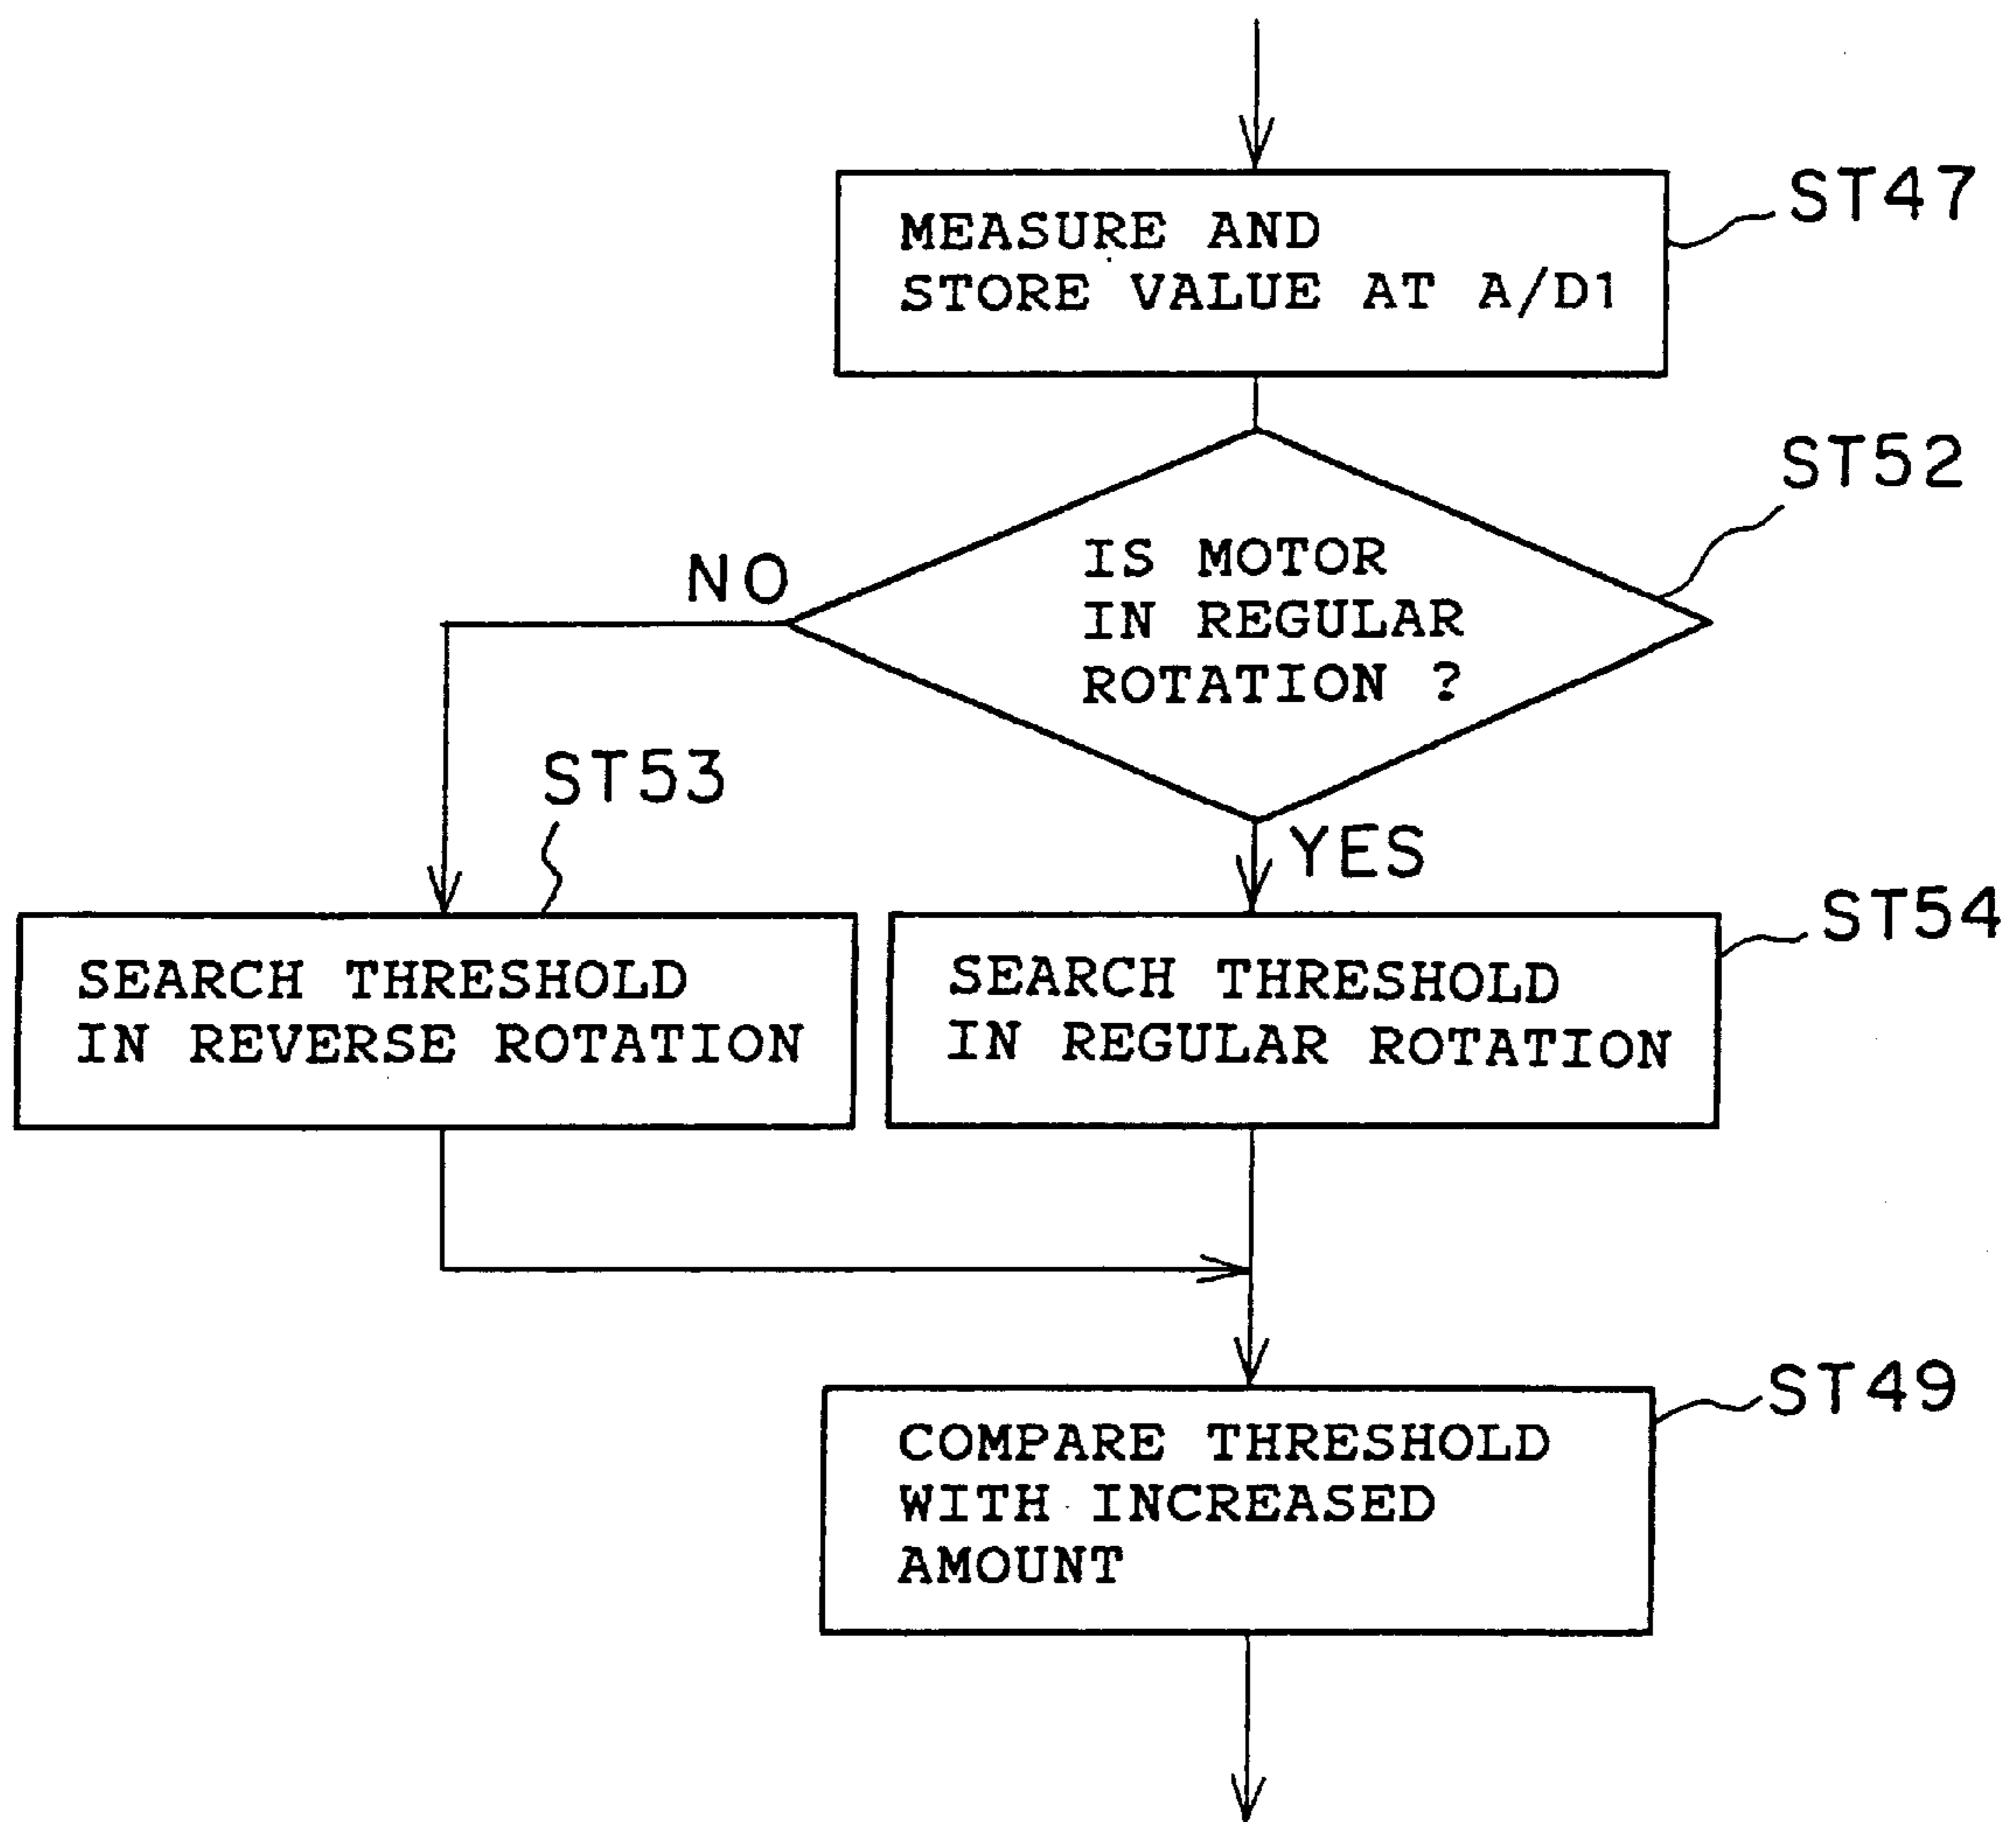 ST47
MEASURE AND
STORE VALUE AT A/D1
ST52
IS MOTOR
IN REGULAR
ROTATION ?
NO
YES
ST53
SEARCH THRESHOLD
IN REVERSE ROTATION
ST54
SEARCH THRESHOLD
IN REGULAR ROTATION
ST49
COMPARE THRESHOLD
WITH INCREASED
AMOUNT